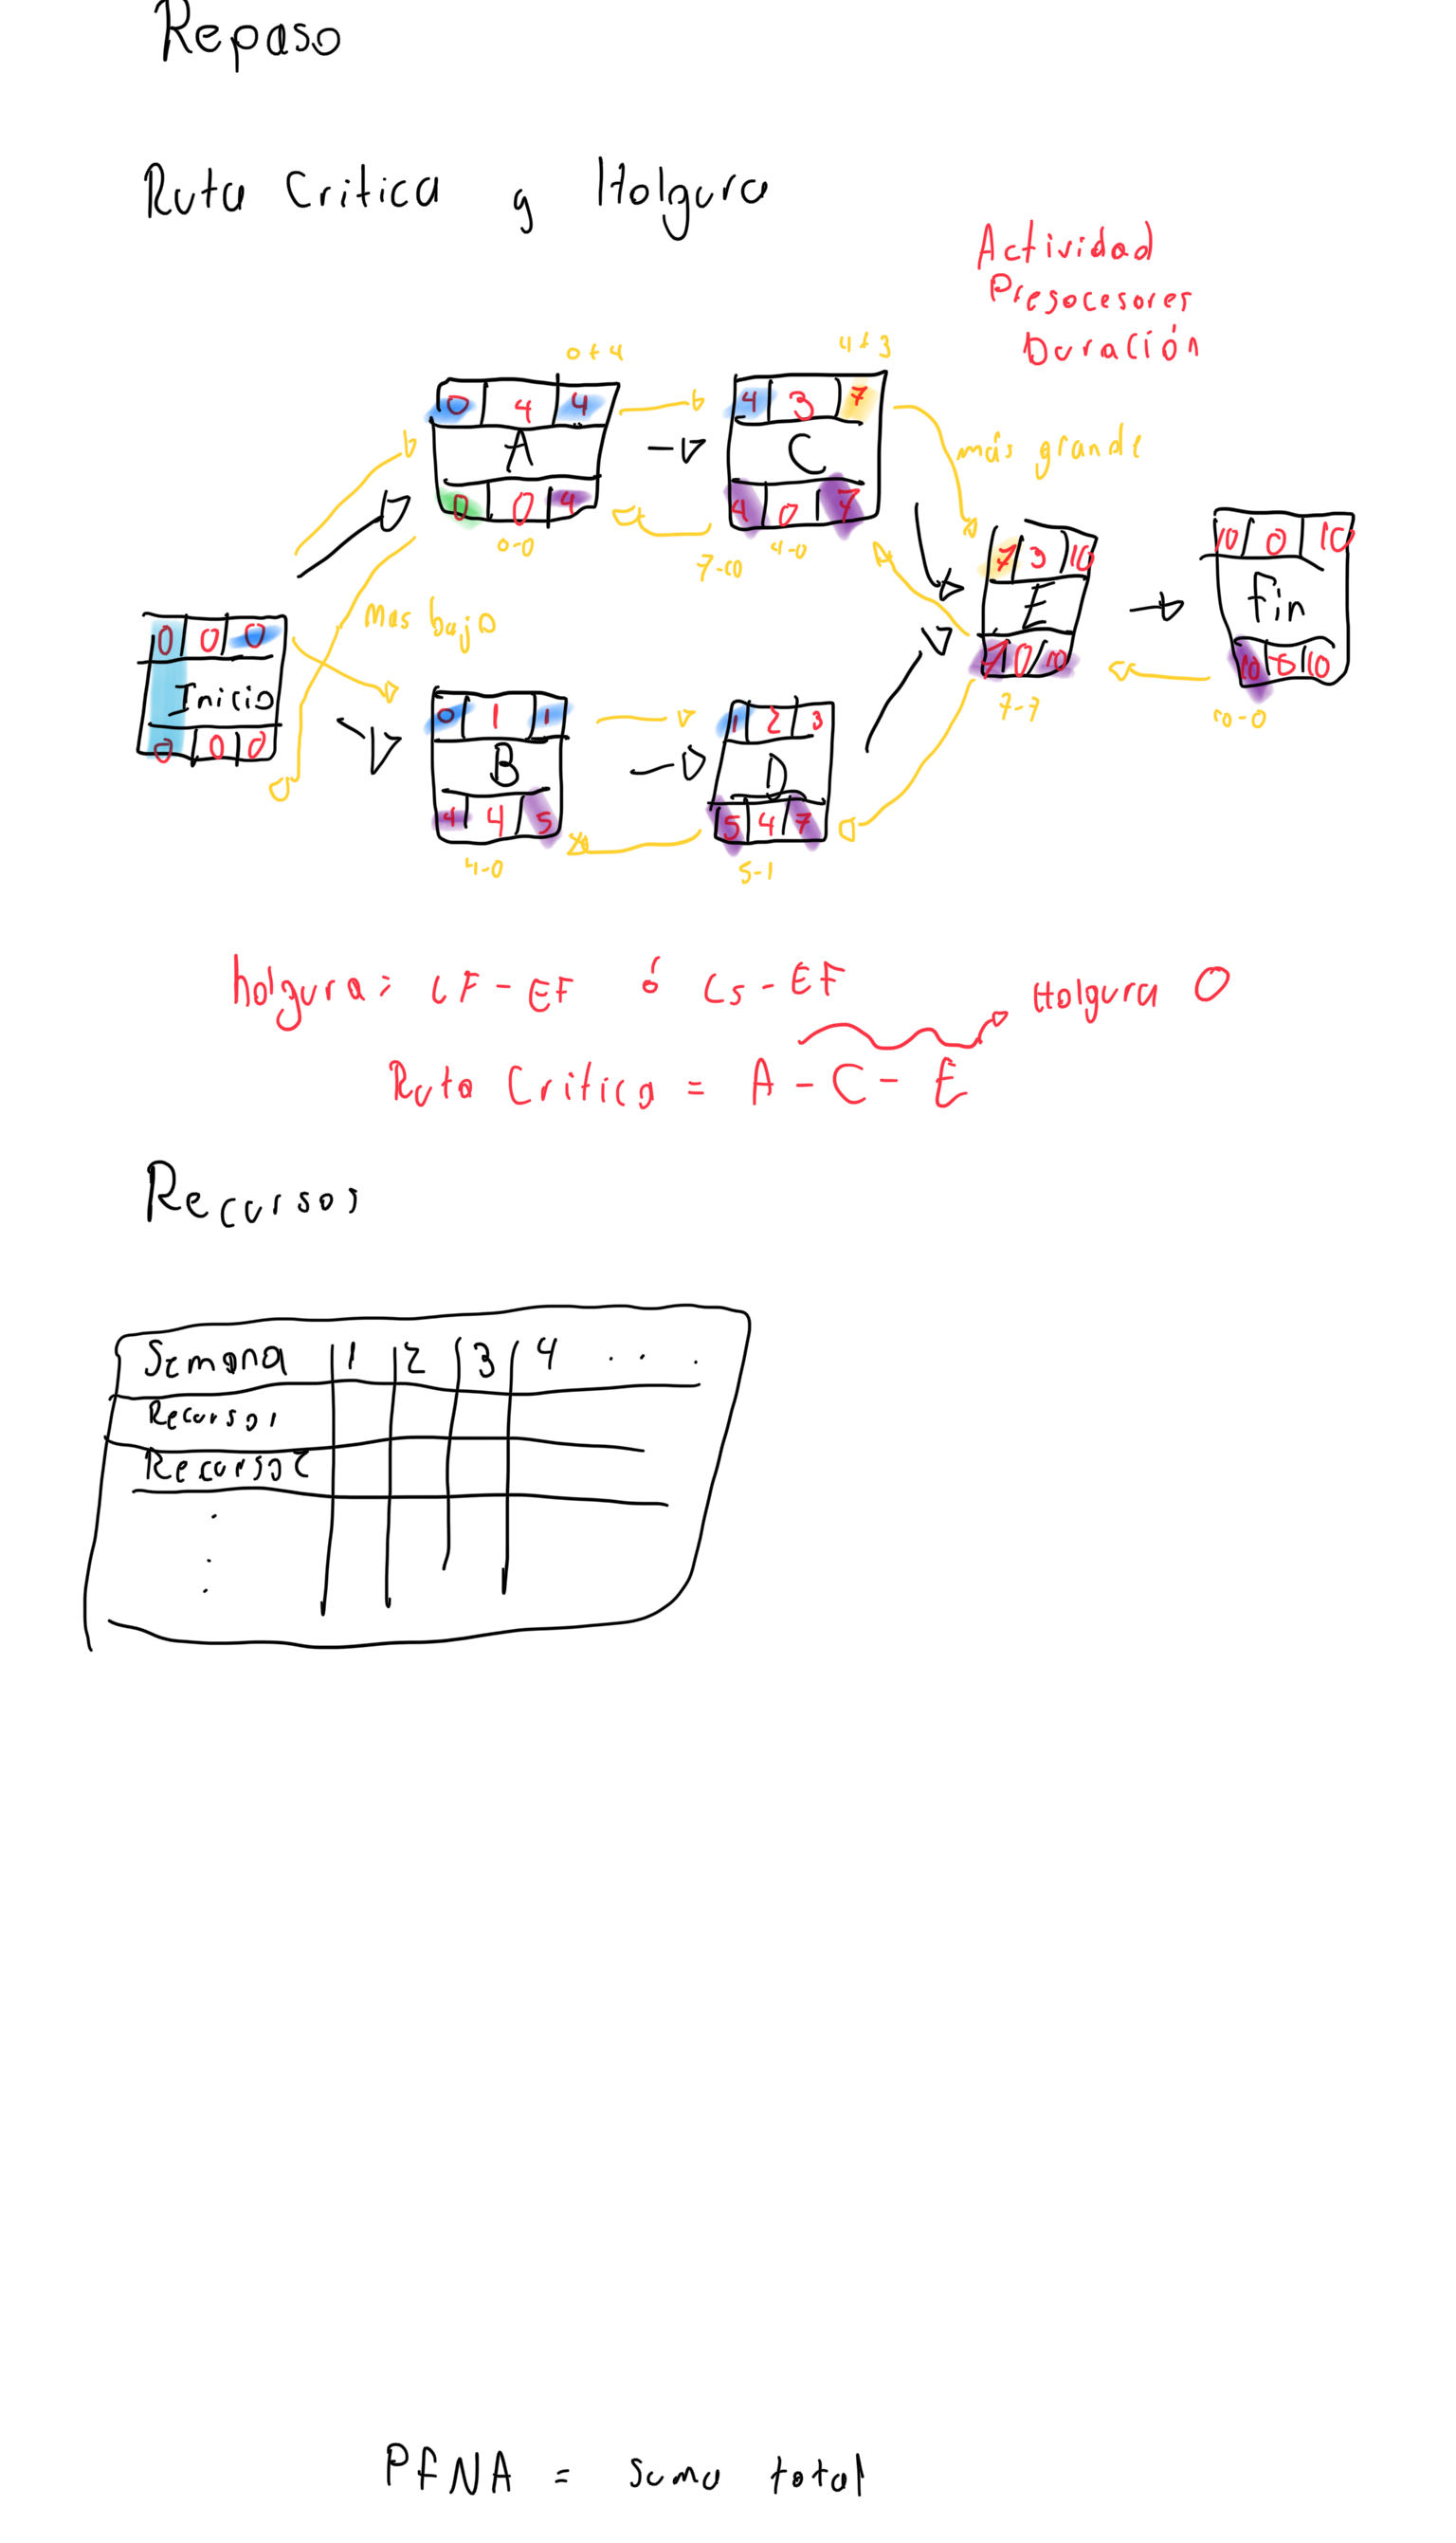 Repaso
Ruta Critica y Holgura
Actividad
Presocesores
Duración
0+4
4+3
0 4 4
A
0 0 4
0-0
4 3 7
C
4 0 7
7-10
4-0
más grande
7 3 10
E
7 0 10
7-7
10 0 10
fin
10 0 10
10-0
mas bajo
0 0 0
Inicio
0 0 0
0 1 1
B
4 4 5
4-0
1 2 3
D
5 4 7
5-1
holgura: LF - EF ó LS - EF
Holgura 0
Ruta Critica = A - C - E
Recursos
Semana 1 2 3 4 . . .
Recurso 1
Recurso 2
PFNA = suma total